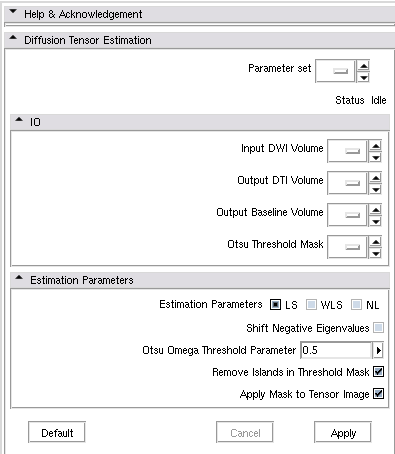 Help & Acknowledgement
Diffusion Tensor Estimation
Parameter set
Status Idle
IO
Input DWI Volume
Output DTI Volume
Output Baseline Volume
Otsu Threshold Mask
Estimation Parameters
Estimation Parameters LS WLS NL
Shift Negative Eigenvalues
Otsu Omega Threshold Parameter 0.5
Remove Islands in Threshold Mask
Apply Mask to Tensor Image
Default Cancel Apply